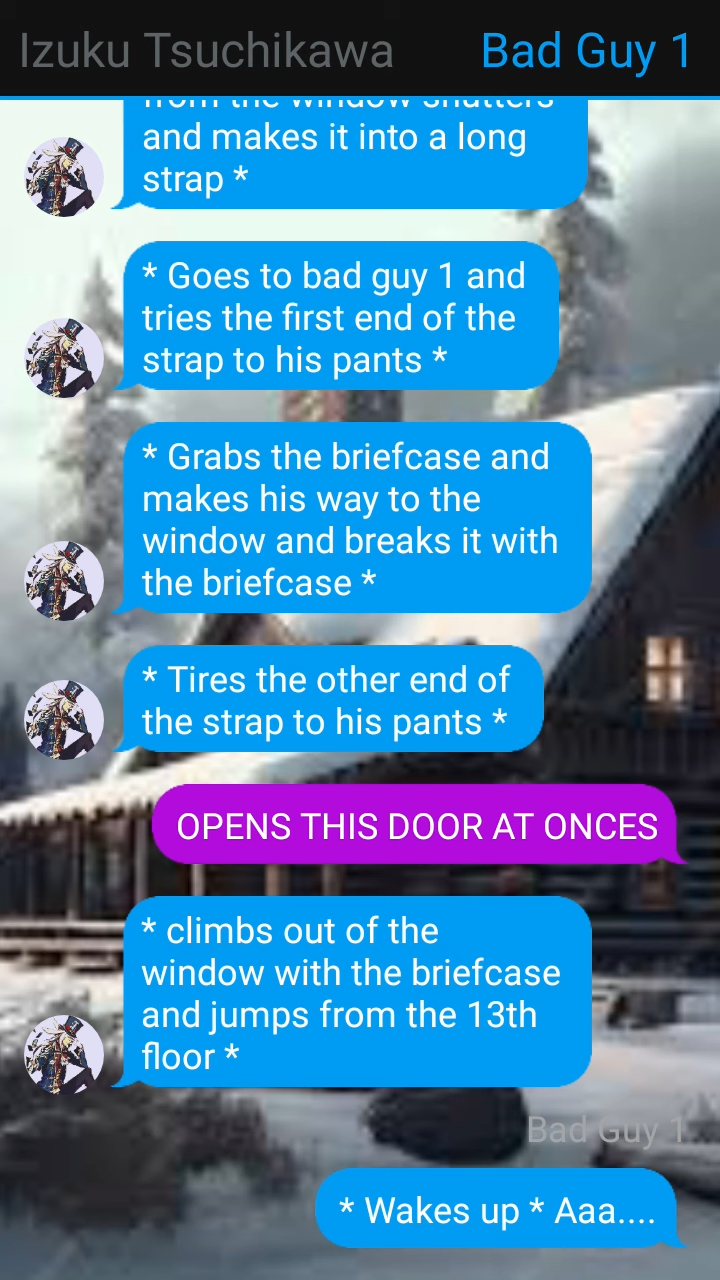 Izuku Tsuchikawa Bad Guy 1
from the window shutters
and makes it into a long
strap *
* Goes to bad guy 1 and
tries the first end of the
strap to his pants *
* Grabs the briefcase and
makes his way to the
window and breaks it with
the briefcase *
* Tires the other end of
the strap to his pants *
OPENS THIS DOOR AT ONCES
* climbs out of the
window with the briefcase
and jumps from the 13th
floor *
Bad Guy 1
* Wakes up * Aaa....